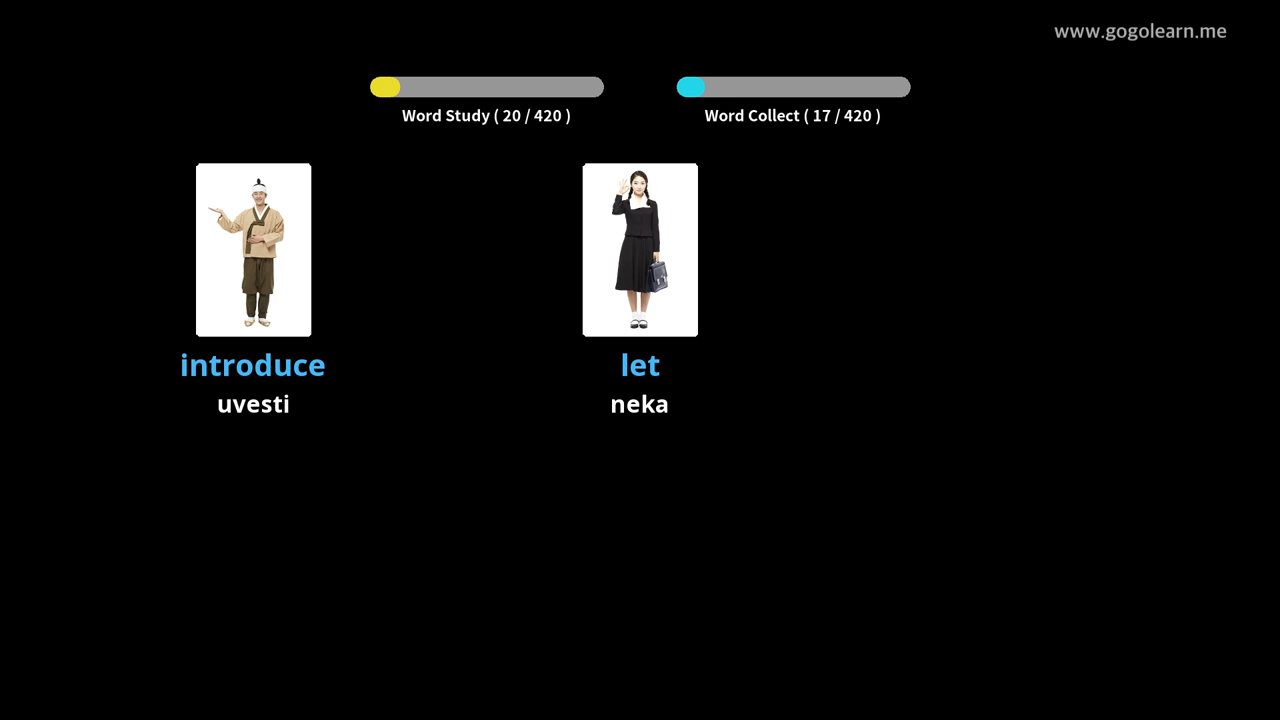 www.gogolearn.me
Word Study ( 20 / 420 )
Word Collect ( 17 / 420 )
introduce
uvesti
let
neka